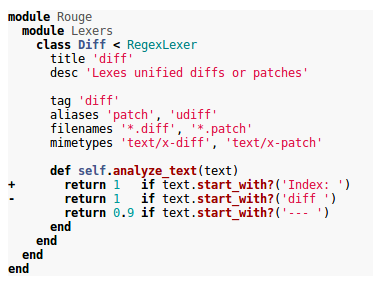 module Rouge
  module Lexers
    class Diff < RegexLexer
      title 'diff'
      desc 'Lexes unified diffs or patches'

      tag 'diff'
      aliases 'patch', 'udiff'
      filenames '*.diff', '*.patch'
      mimetypes 'text/x-diff', 'text/x-patch'

      def self.analyze_text(text)
+       return 1   if text.start_with?('Index: ')
-       return 1   if text.start_with?('diff ')
        return 0.9 if text.start_with?('--- ')
      end
    end
  end
end